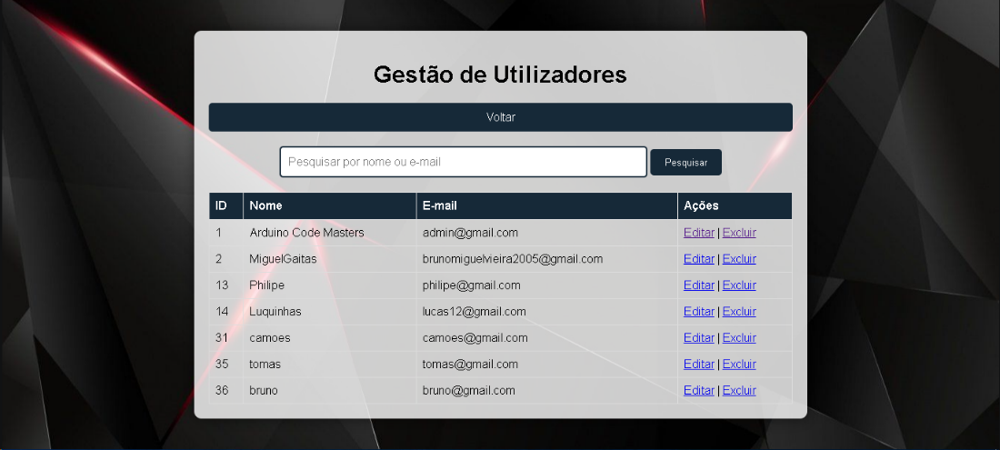 Gestão de Utilizadores
Voltar
Pesquisar por nome ou e-mail Pesquisar
ID Nome E-mail Ações
1 Arduino Code Masters admin@gmail.com Editar | Excluir
2 MiguelGaitas brunomiguelvieira2005@gmail.com Editar | Excluir
13 Philipe philipe@gmail.com Editar | Excluir
14 Luquinhas lucas12@gmail.com Editar | Excluir
31 camoes camoes@gmail.com Editar | Excluir
35 tomas tomas@gmail.com Editar | Excluir
36 bruno bruno@gmail.com Editar | Excluir